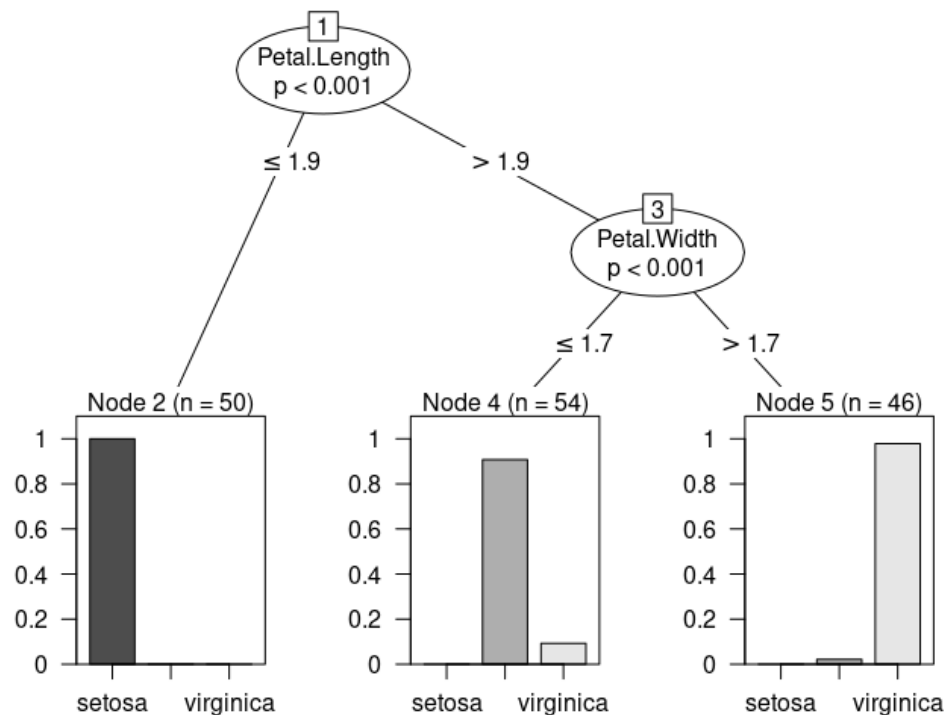 1
Petal.Length
p < 0.001
≤ 1.9
> 1.9
3
Petal.Width
p < 0.001
≤ 1.7
> 1.7
Node 2 (n = 50)
1
0.8
0.6
0.4
0.2
0
setosa virginica
Node 4 (n = 54)
1
0.8
0.6
0.4
0.2
0
setosa virginica
Node 5 (n = 46)
1
0.8
0.6
0.4
0.2
0
setosa virginica